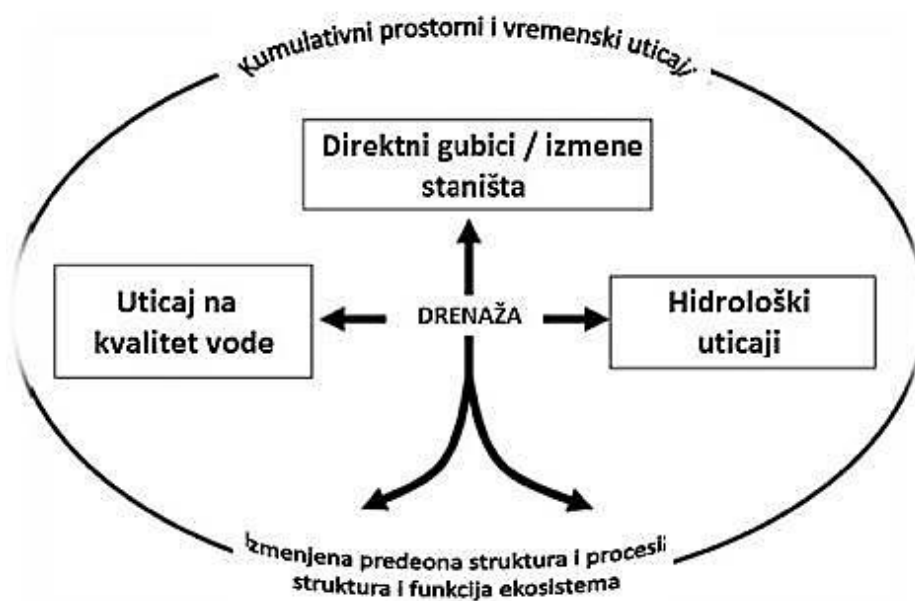 Kumulativni prostorni i vremenski uticaji
Direktni gubici / izmene
staništa
Uticaj na
kvalitet vode
DRENAŽA
Hidrološki
uticaji
Izmenjena predeona struktura i procesi:
struktura i funkcija ekosistema